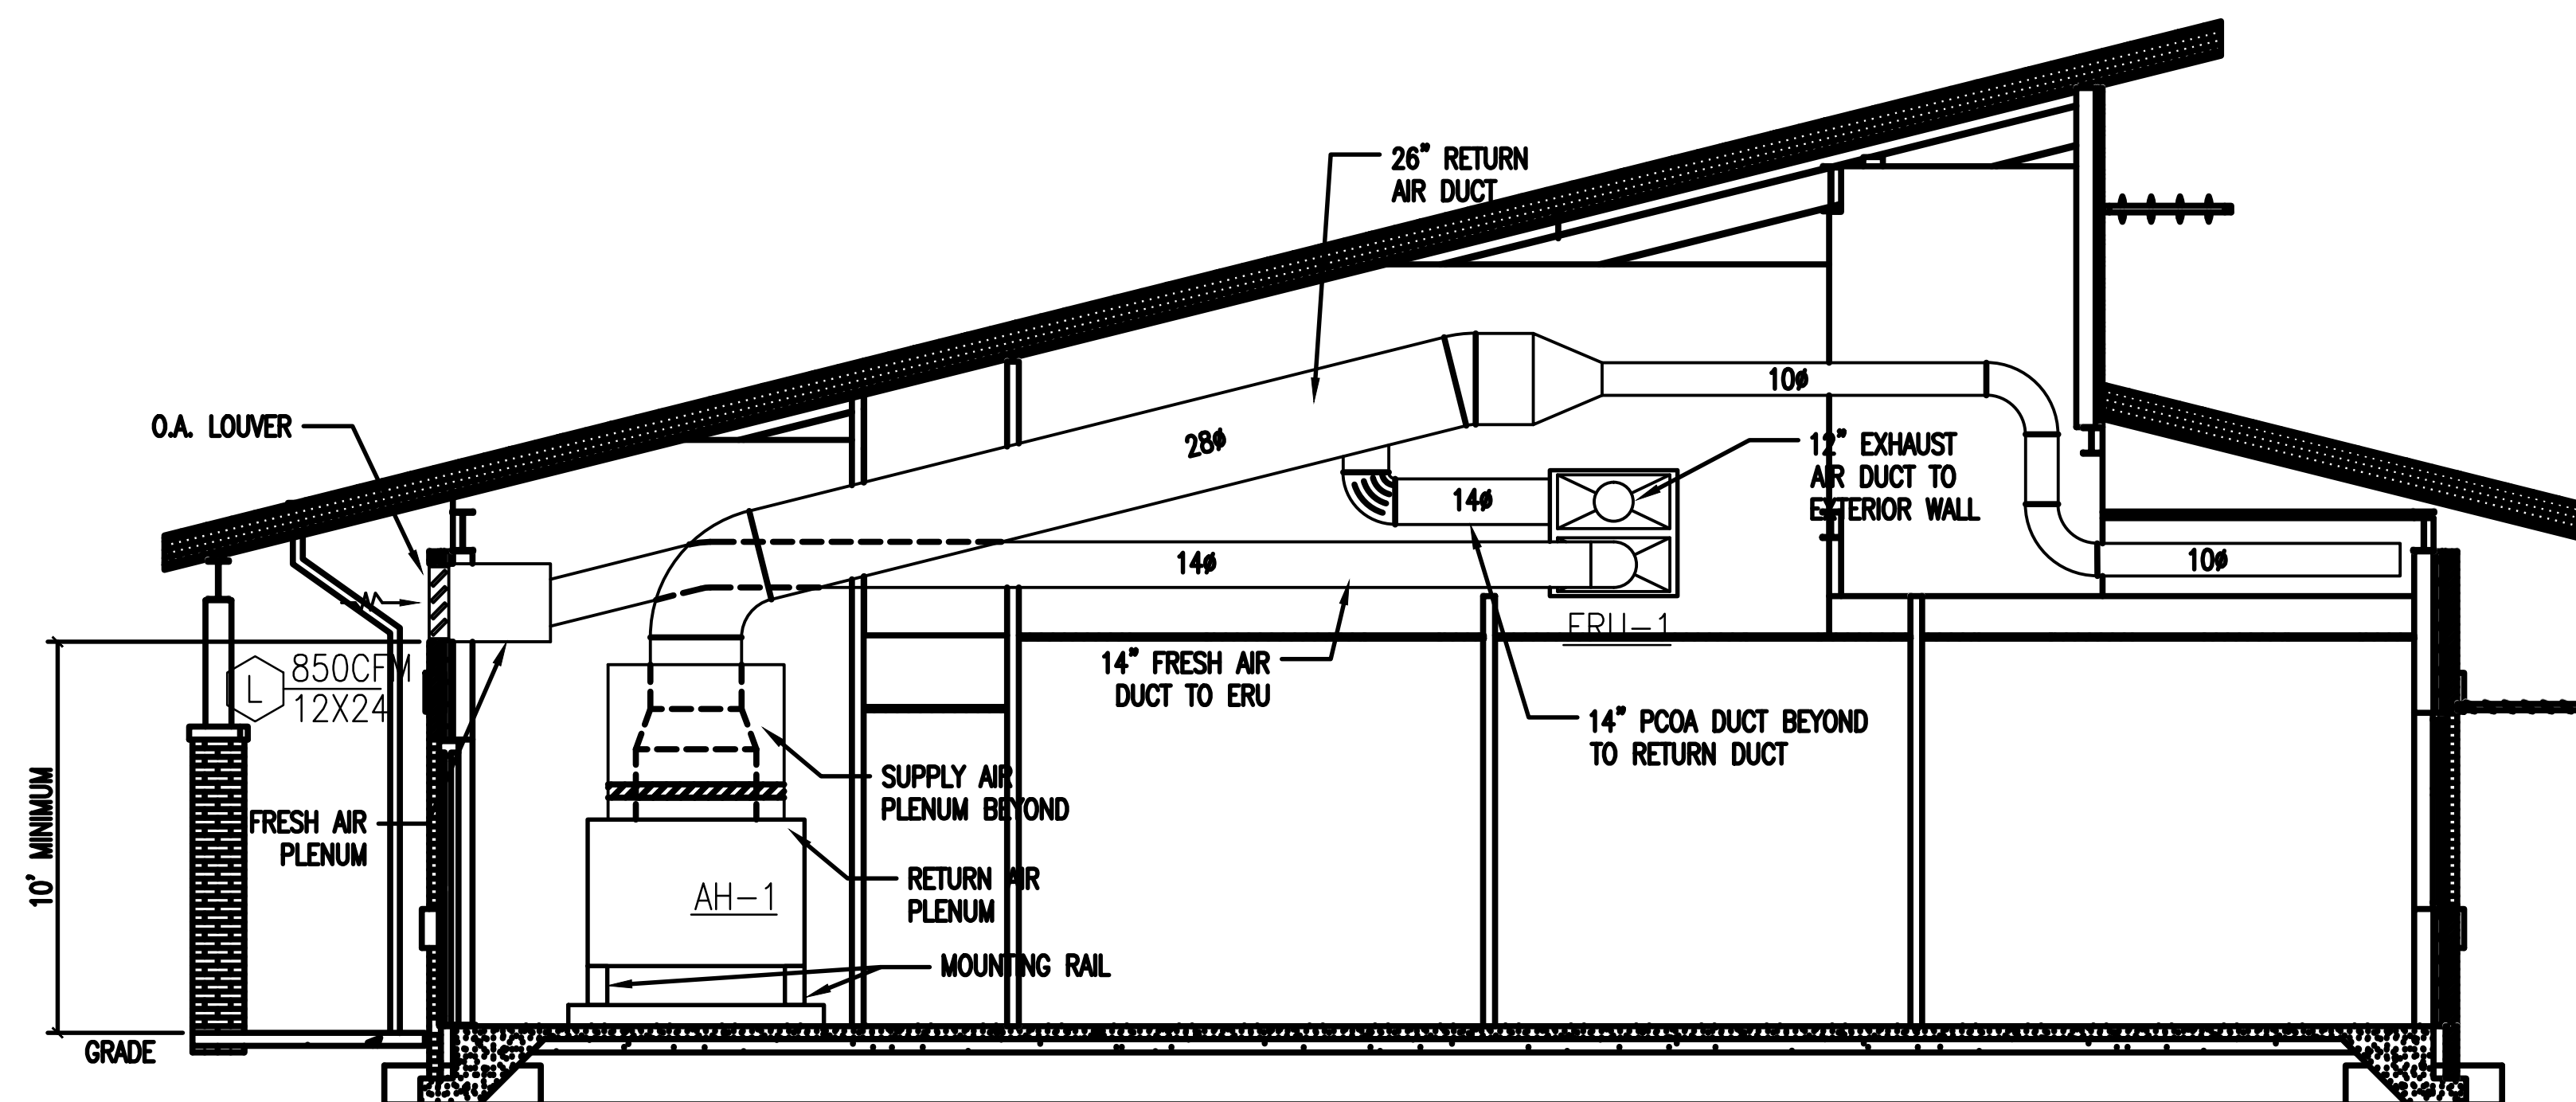 26" RETURN
AIR DUCT
10ø
O.A. LOUVER
28ø
12" EXHAUST
AIR DUCT TO
EXTERIOR WALL
14ø
14ø
10ø
ERU-1
850CFM
L
12X24
14" FRESH AIR
DUCT TO ERU
14" PCOA DUCT BEYOND
TO RETURN DUCT
10' MINIMUM
SUPPLY AIR
PLENUM BEYOND
FRESH AIR
PLENUM
RETURN AIR
PLENUM
AH-1
MOUNTING RAIL
GRADE